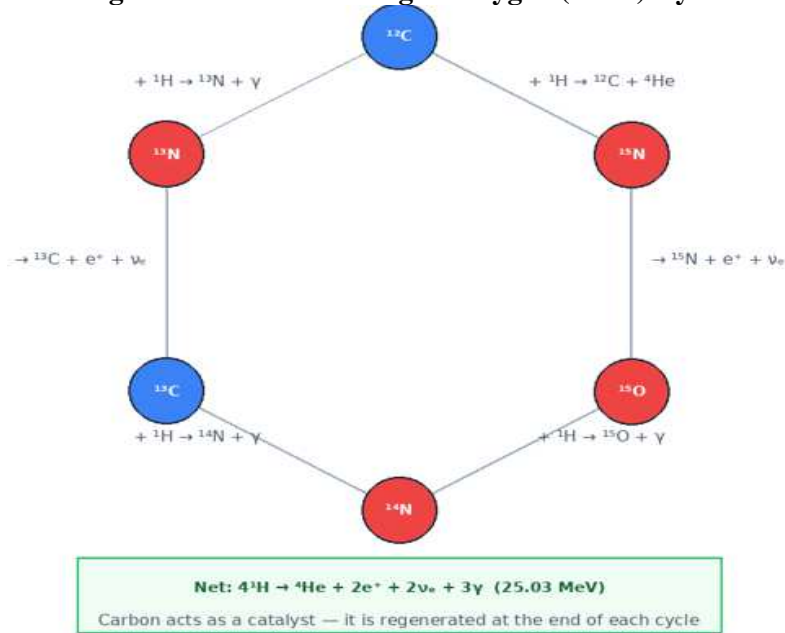 ¹²C
+ ¹H → ¹³N + γ
+ ¹H → ¹²C + ⁴He
¹³N
¹⁵N
→ ¹³C + e⁺ + νₑ
→ ¹⁵N + e⁺ + νₑ
¹³C
¹⁵O
+ ¹H → ¹⁴N + γ
+ ¹H → ¹⁵O + γ
¹⁴N
Net: 4¹H → ⁴He + 2e⁺ + 2νₑ + 3γ (25.03 MeV)
Carbon acts as a catalyst — it is regenerated at the end of each cycle